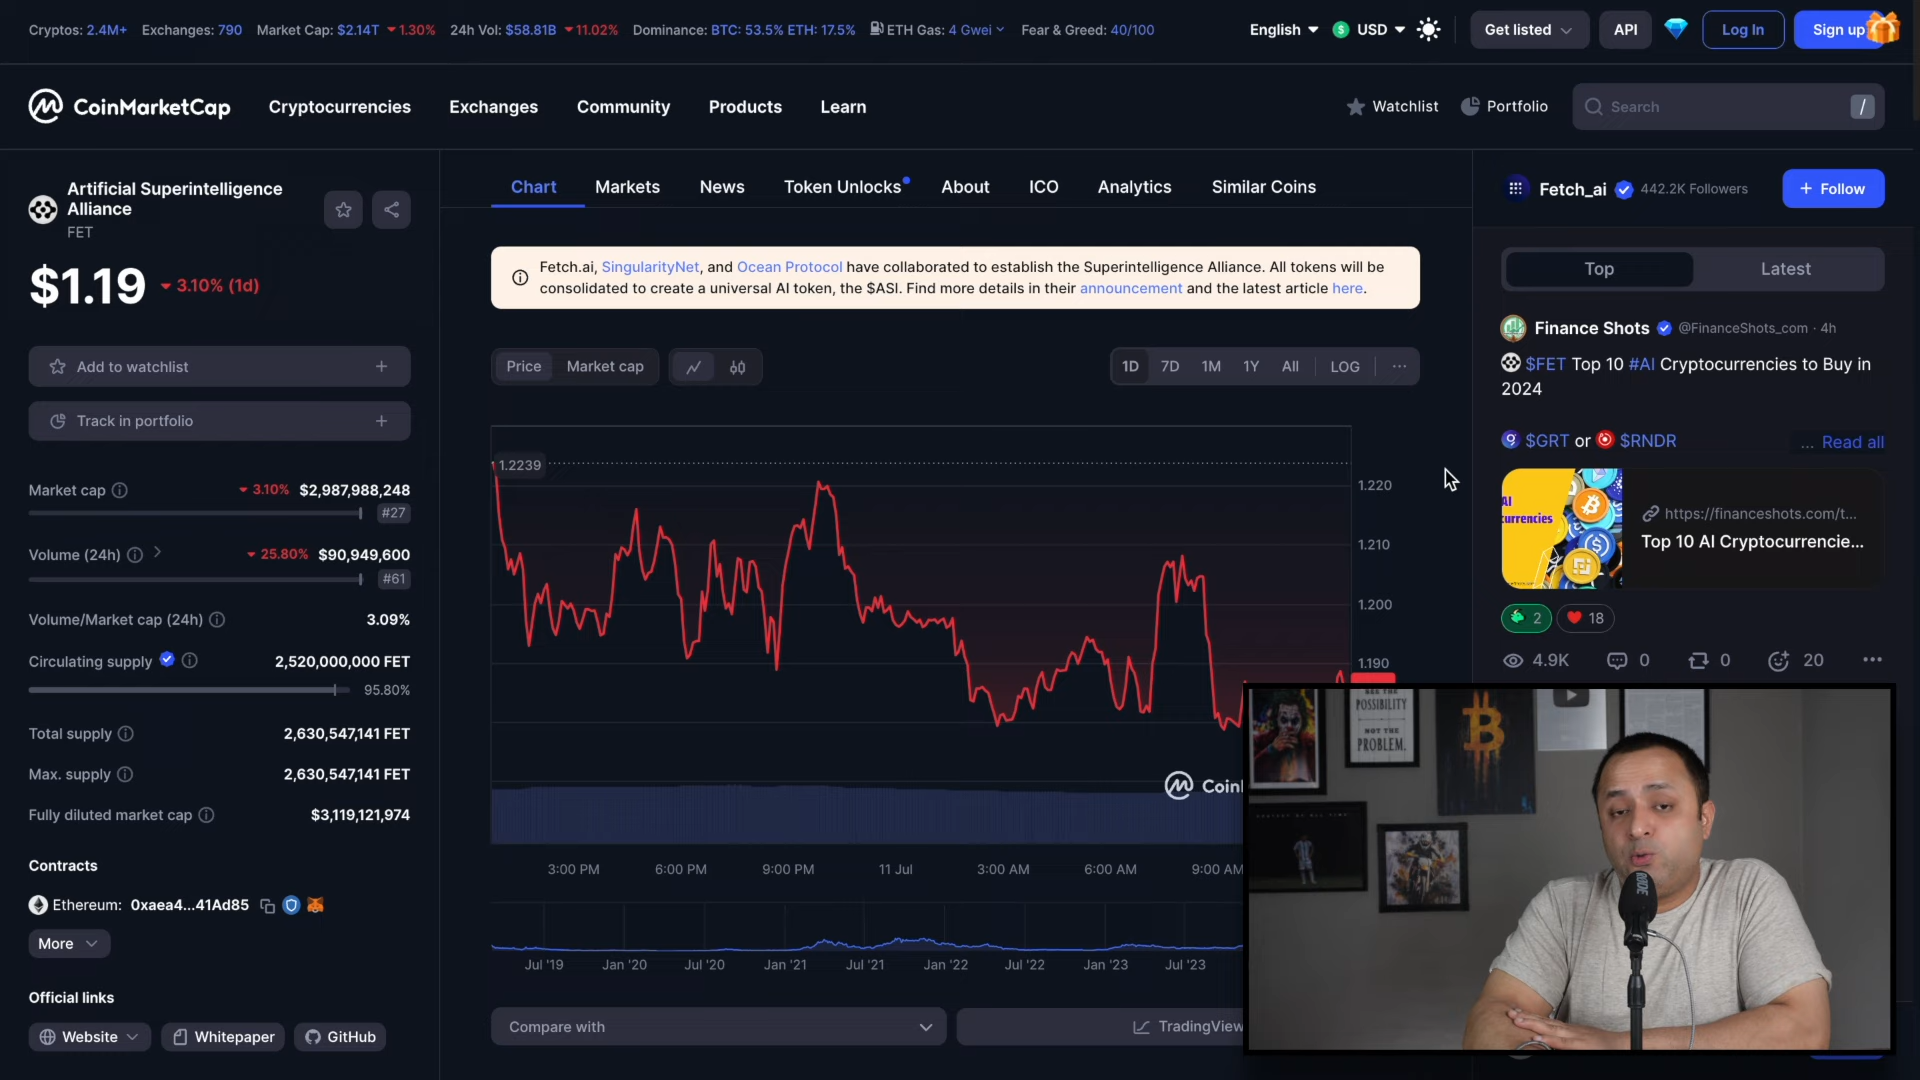 Cryptos: 2.4M+ Exchanges: 790 Market Cap: $2.14T 1.30% 24h Vol: $58.81B 11.02% Dominance: BTC: 53.5% ETH: 17.5% ETH Gas: 4 Gwei Fear & Greed: 40/100
English $ USD Get listed API Log In Sign up
CoinMarketCap Cryptocurrencies Exchanges Community Products Learn
Watchlist Portfolio Search /
Artificial Superintelligence
Alliance
FET
$1.19 3.10% (1d)
Add to watchlist +
Track in portfolio +
Market cap 3.10% $2,987,988,248
#27
Volume (24h) 25.80% $90,949,600
#61
Volume/Market cap (24h) 3.09%
Circulating supply 2,520,000,000 FET
95.80%
Total supply 2,630,547,141 FET
Max. supply 2,630,547,141 FET
Fully diluted market cap $3,119,121,974
Contracts
Ethereum: 0xaea4...41Ad85
More
Official links
Website Whitepaper GitHub
Chart Markets News Token Unlocks About ICO Analytics Similar Coins
Fetch.ai, SingularityNet, and Ocean Protocol have collaborated to establish the Superintelligence Alliance. All tokens will be
consolidated to create a universal AI token, the $ASI. Find more details in their announcement and the latest article here.
Price Market cap
1D 7D 1M 1Y All LOG ...
1.2239
1.220
1.210
1.200
1.190
3:00 PM 6:00 PM 9:00 PM 11 Jul 3:00 AM 6:00 AM 9:00 AM
Jul '19 Jan '20 Jul '20 Jan '21 Jul '21 Jan '22 Jul '22 Jan '23 Jul '23
Compare with
TradingView
Fetch_ai 442.2K Followers + Follow
Top Latest
Finance Shots @FinanceShots_com · 4h
$FET Top 10 #AI Cryptocurrencies to Buy in
2024
$GRT or $RNDR ... Read all
AI
currencies
https://financeshots.com/t...
Top 10 AI Cryptocurrencie...
2 18
4.9K 0 0 20 ...
SEE THE
POSSIBILITY
NOT THE
PROBLEM.
RODE